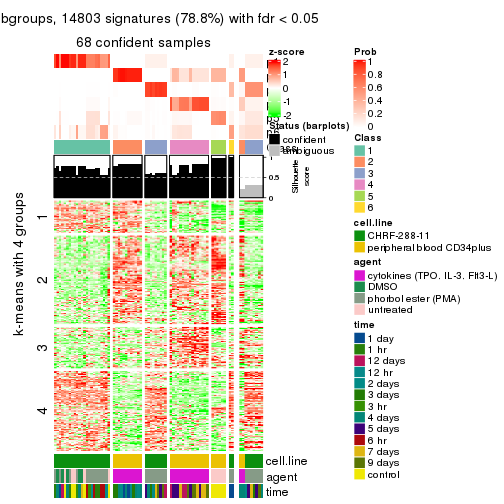 bgroups, 14803 signatures (78.8%) with fdr < 0.05
68 confident samples
z-score
2
1
0
-1
-2
Status (barplots)
confident
ambiguous
1
0.5
0
Silhouette
score
k-means with 4 groups
1
2
3
4
cell.line
agent
time
Prob
1
0.8
0.6
0.4
0.2
0
Class
1
2
3
4
5
6
cell.line
CHRF-288-11
peripheral blood CD34plus
agent
cytokines (TPO. IL-3. Flt3-L)
DMSO
phorbol ester (PMA)
untreated
time
1 day
1 hr
12 days
12 hr
2 days
3 days
3 hr
4 days
5 days
6 hr
7 days
9 days
control